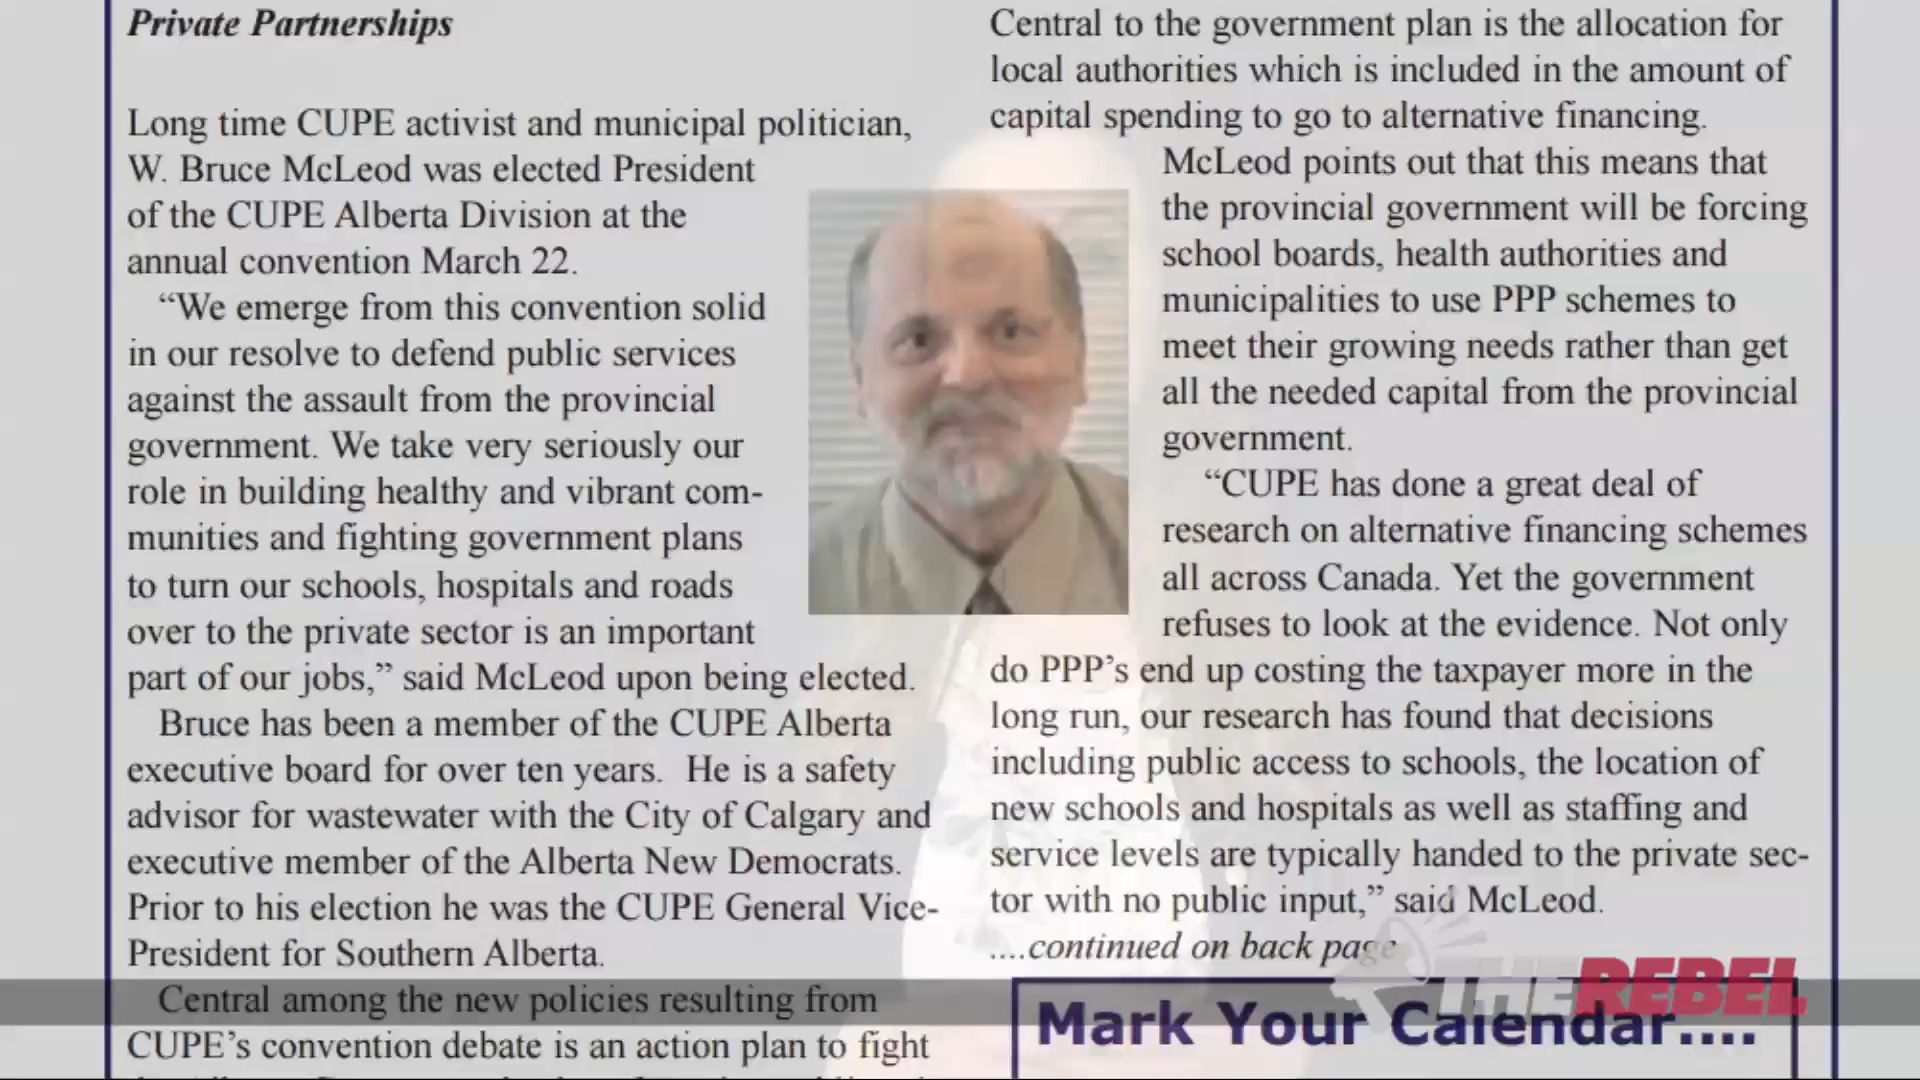 Private Partnerships
Long time CUPE activist and municipal politician,
W. Bruce McLeod was elected President
of the CUPE Alberta Division at the
annual convention March 22.
“We emerge from this convention solid
in our resolve to defend public services
against the assault from the provincial
government. We take very seriously our
role in building healthy and vibrant com-
munities and fighting government plans
to turn our schools, hospitals and roads
over to the private sector is an important
part of our jobs,” said McLeod upon being elected.
Bruce has been a member of the CUPE Alberta
executive board for over ten years.  He is a safety
advisor for wastewater with the City of Calgary and
executive member of the Alberta New Democrats.
Prior to his election he was the CUPE General Vice-
President for Southern Alberta.
Central among the new policies resulting from
CUPE’s convention debate is an action plan to fight
Central to the government plan is the allocation for
local authorities which is included in the amount of
capital spending to go to alternative financing.
McLeod points out that this means that
the provincial government will be forcing
school boards, health authorities and
municipalities to use PPP schemes to
meet their growing needs rather than get
all the needed capital from the provincial
government.
“CUPE has done a great deal of
research on alternative financing schemes
all across Canada. Yet the government
refuses to look at the evidence. Not only
do PPP’s end up costing the taxpayer more in the
long run, our research has found that decisions
including public access to schools, the location of
new schools and hospitals as well as staffing and
service levels are typically handed to the private sec-
tor with no public input,” said McLeod.
....continued on back page
Mark Your Calendar....
THE REBEL